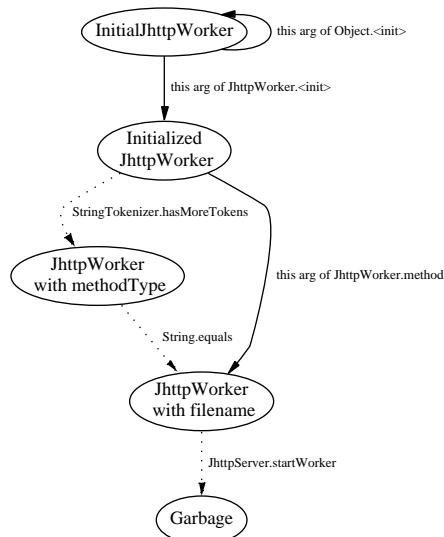 InitialJhttpWorker
this arg of Object.<init>
this arg of JhttpWorker.<init>
Initialized
JhttpWorker
StringTokenizer.hasMoreTokens
JhttpWorker
with methodType
this arg of JhttpWorker.method
String.equals
JhttpWorker
with filename
JhttpServer.startWorker
Garbage